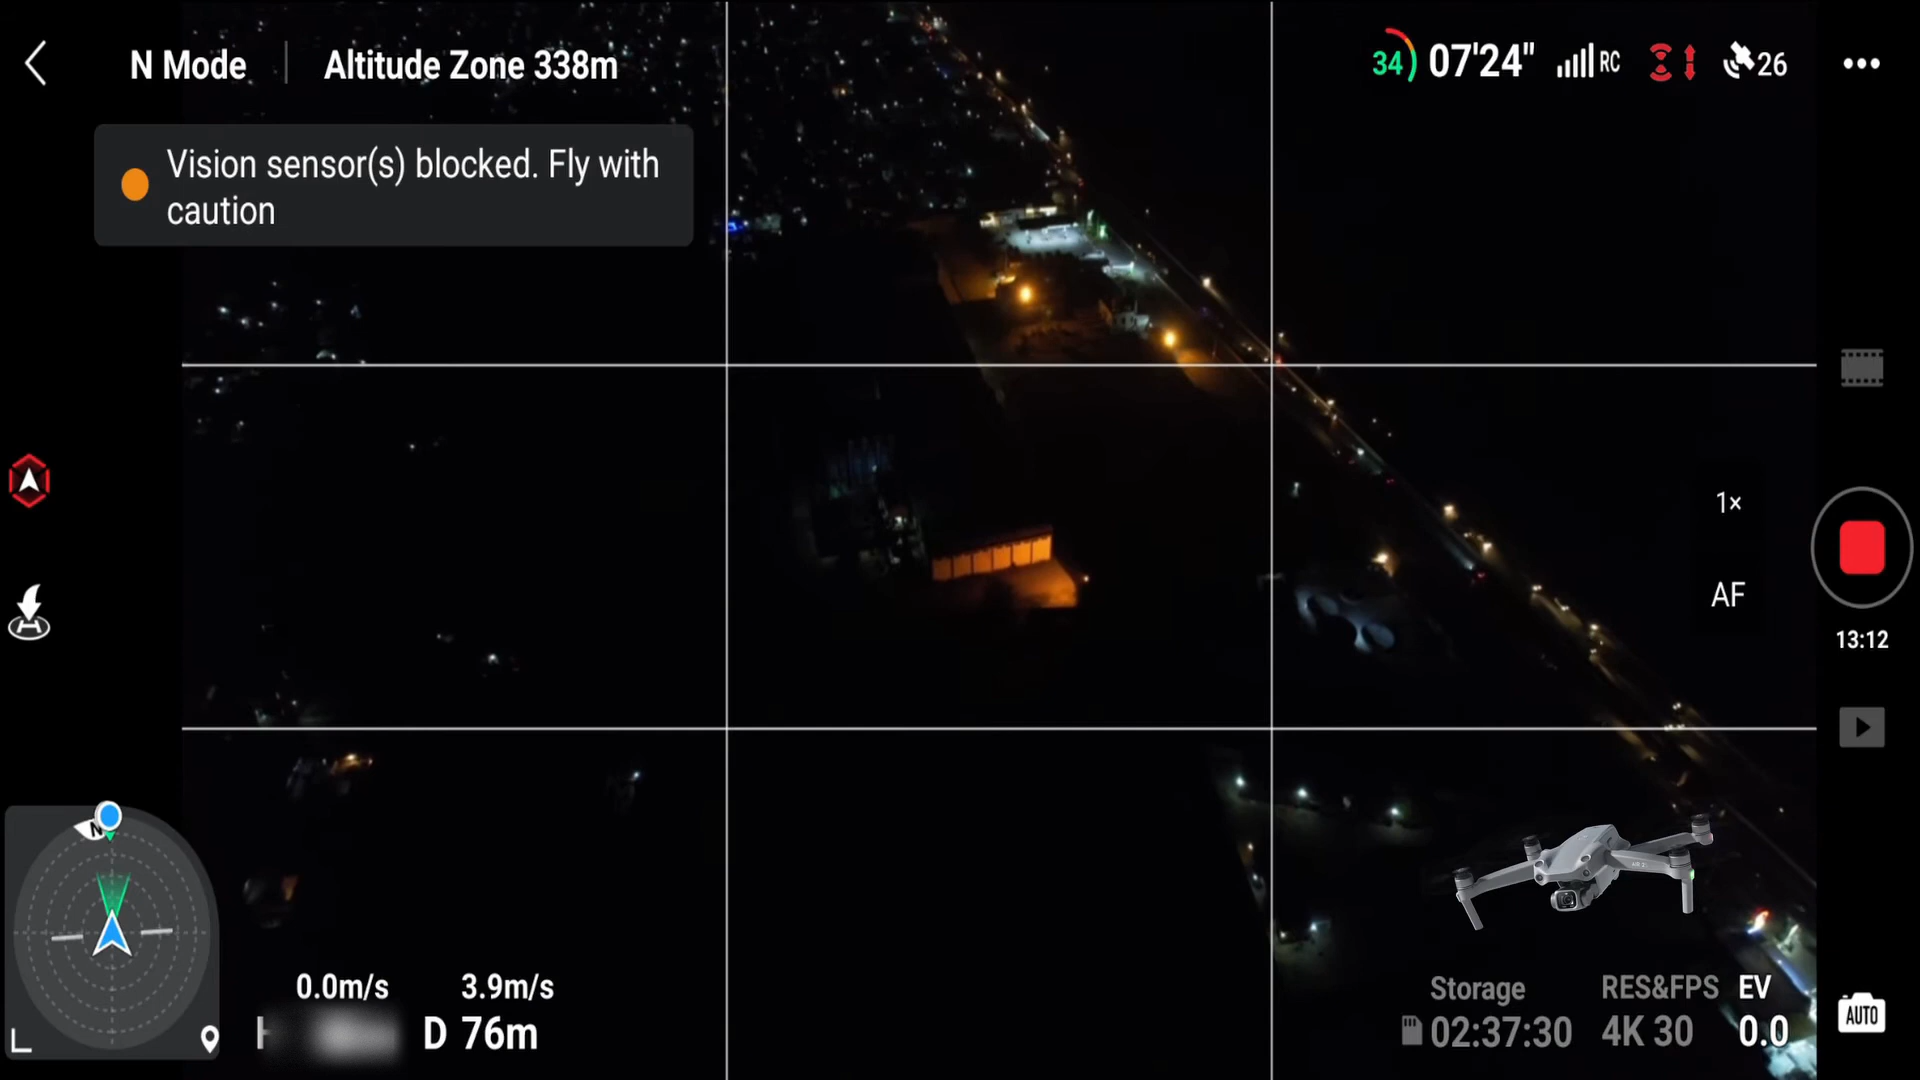 N Mode
Altitude Zone 338m
34
07'24"
RC
26
Vision sensor(s) blocked. Fly with
caution
1×
AF
13:12
N
0.0m/s
3.9m/s
H
D 76m
L
Storage
RES&FPS
EV
02:37:30
4K 30
0.0
AUTO